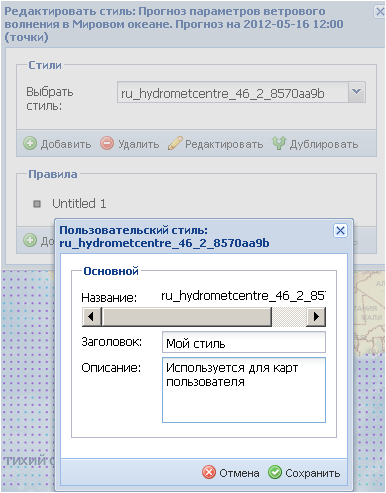 Редактировать стиль: Прогноз параметров ветрового
волнения в Мировом океане. Прогноз на 2012-05-16 12:00
(точки)
Стили
Выбрать
стиль:
ru_hydrometcentre_46_2_8570aa9b
Добавить Удалить Редактировать Дублировать
Правила
Untitled 1
Пользовательский стиль:
ru_hydrometcentre_46_2_8570aa9b
Основной
Название: ru_hydrometcentre_46_2_857
Заголовок: Мой стиль
Описание: Используется для карт
пользователя
ТИХИЙ
Отмена Сохранить